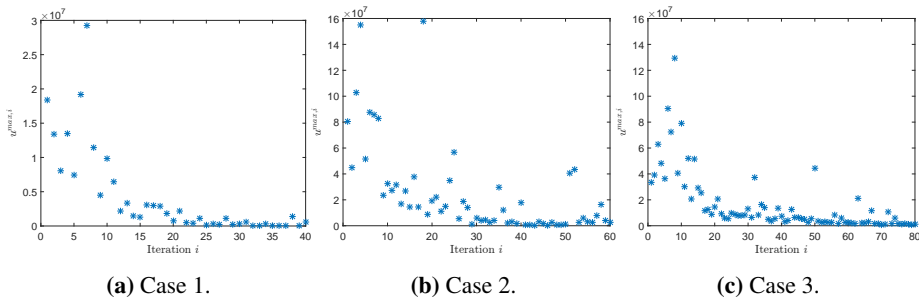 ×10⁷
3
2.5
2
1.5
1
0.5
0
0 5 10 15 20 25 30 35 40
u^{max,i}
Iteration i
(a) Case 1.
×10⁷
16
14
12
10
8
6
4
2
0
0 10 20 30 40 50 60
u^{max,i}
Iteration i
(b) Case 2.
×10⁷
16
14
12
10
8
6
4
2
0
0 10 20 30 40 50 60 70 80
u^{max,i}
Iteration i
(c) Case 3.